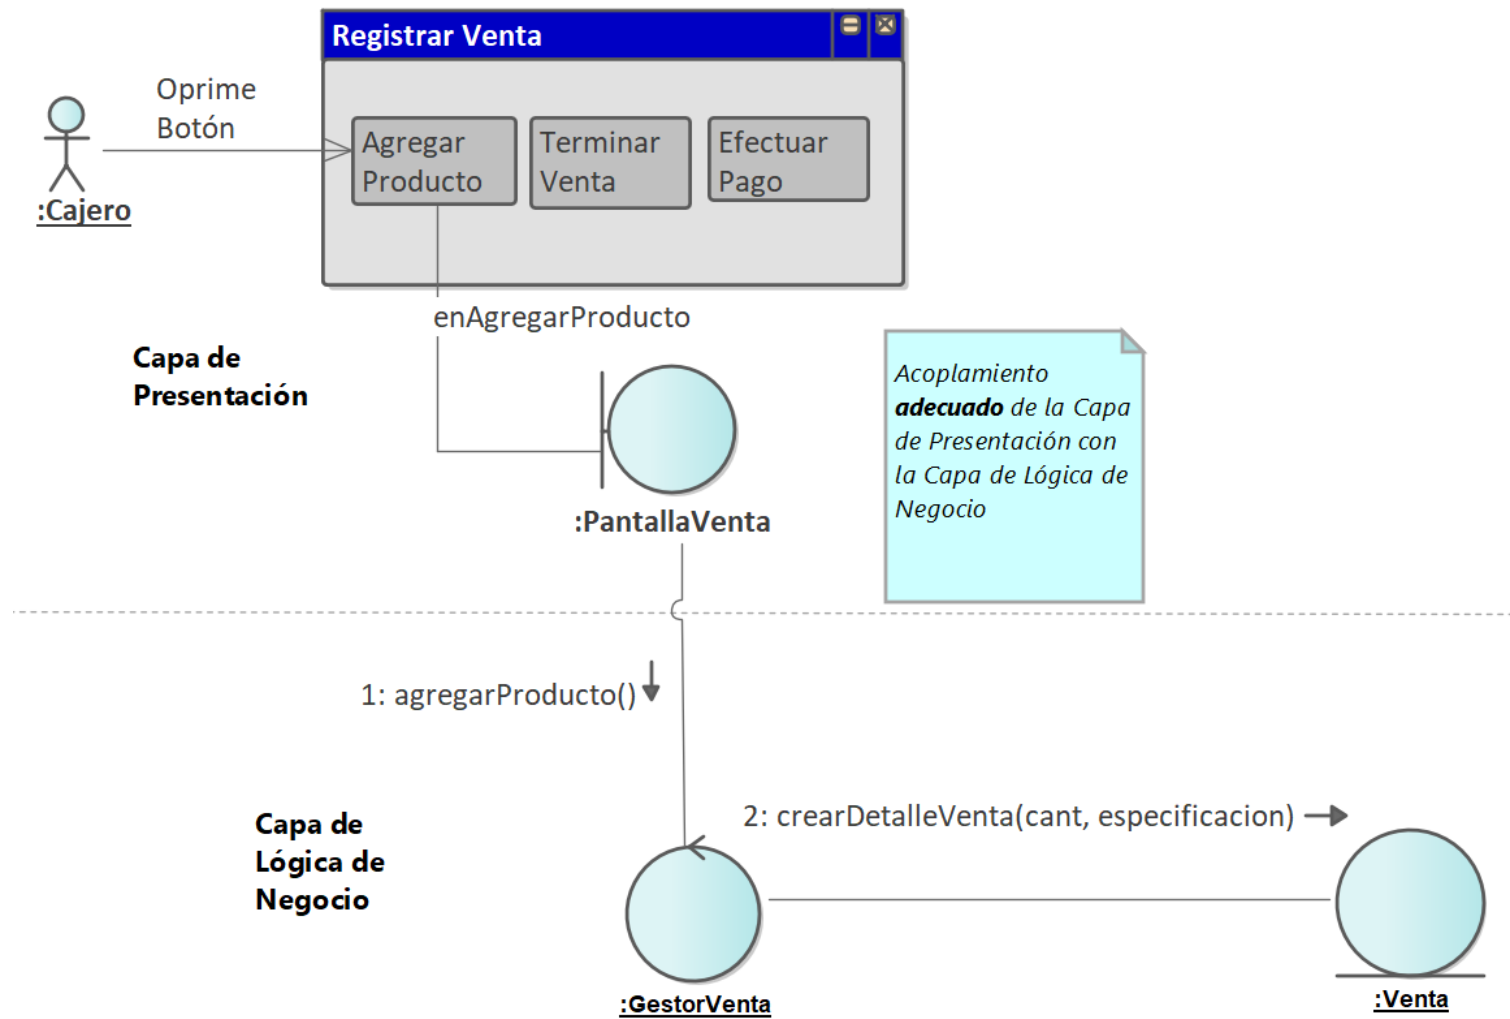 Registrar Venta
Oprime
Botón
Agregar
Producto
Terminar
Venta
Efectuar
Pago
:Cajero
enAgregarProducto
Capa de
Presentación
Acoplamiento
adecuado de la Capa
de Presentación con
la Capa de Lógica de
Negocio
:PantallaVenta
1: agregarProducto()
2: crearDetalleVenta(cant, especificacion)
Capa de
Lógica de
Negocio
:GestorVenta
:Venta